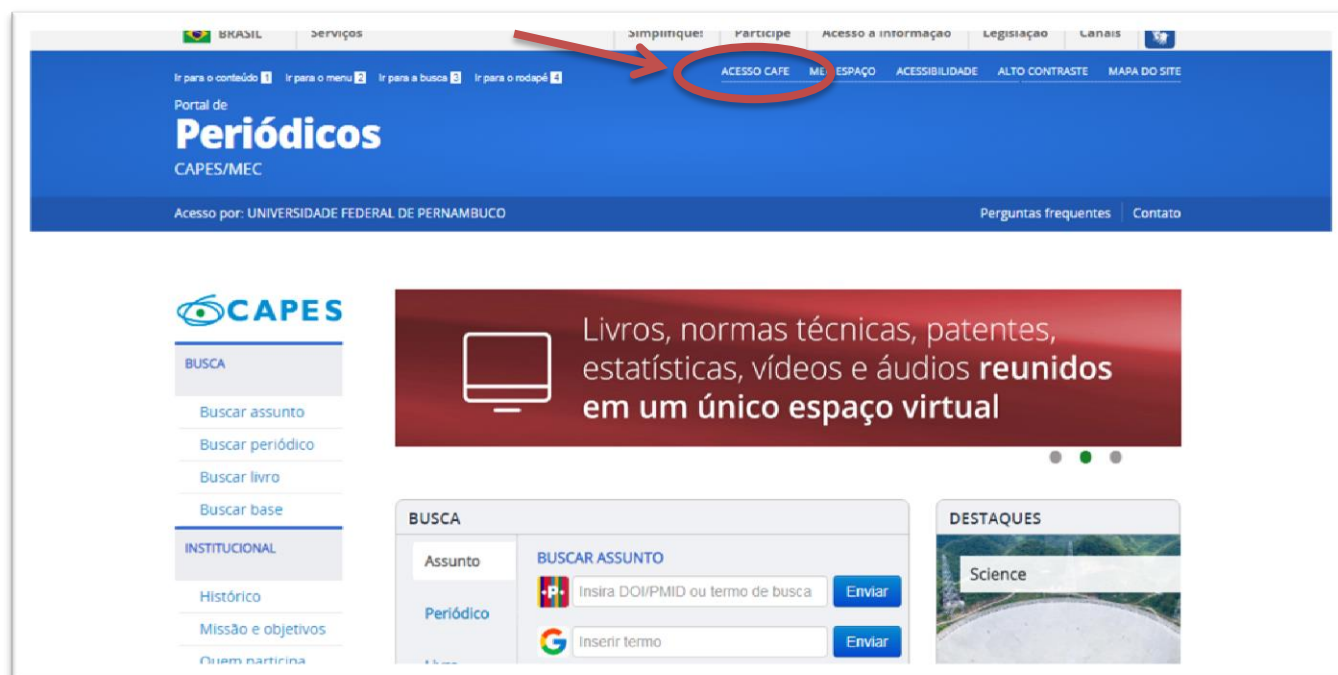 BRASIL Serviços Simplifique! Participe Acesso à informação Legislação Canais
Ir para o conteúdo 1 Ir para o menu 2 Ir para a busca 3 Ir para o rodapé 4
ACESSO CAFE ESPAÇO ACESSIBILIDADE ALTO CONTRASTE MAPA DO SITE
Portal de
Periódicos
CAPES/MEC
Acesso por: UNIVERSIDADE FEDERAL DE PERNAMBUCO Perguntas frequentes Contato
CAPES
BUSCA
Buscar assunto
Buscar periódico
Buscar livro
Buscar base
INSTITUCIONAL
Histórico
Missão e objetivos
Quem participa
Livros, normas técnicas, patentes,
estatísticas, vídeos e áudios reunidos
em um único espaço virtual
BUSCA
Assunto
Periódico
BUSCAR ASSUNTO
Insira DOI/PMID ou termo de busca Enviar
Inserir termo Enviar
DESTAQUES
Science